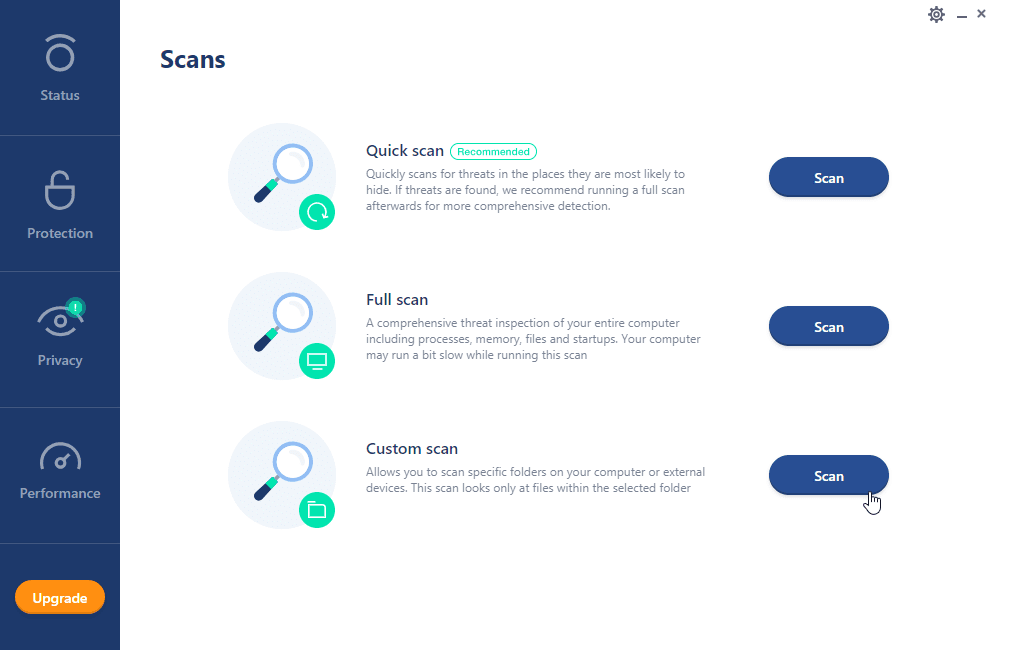 Status
Protection
Privacy
Performance
Upgrade
Scans
Quick scan Recommended
Quickly scans for threats in the places they are most likely to
hide. If threats are found, we recommend running a full scan
afterwards for more comprehensive detection.
Scan
Full scan
A comprehensive threat inspection of your entire computer
including processes, memory, files and startups. Your computer
may run a bit slow while running this scan
Scan
Custom scan
Allows you to scan specific folders on your computer or external
devices. This scan looks only at files within the selected folder
Scan